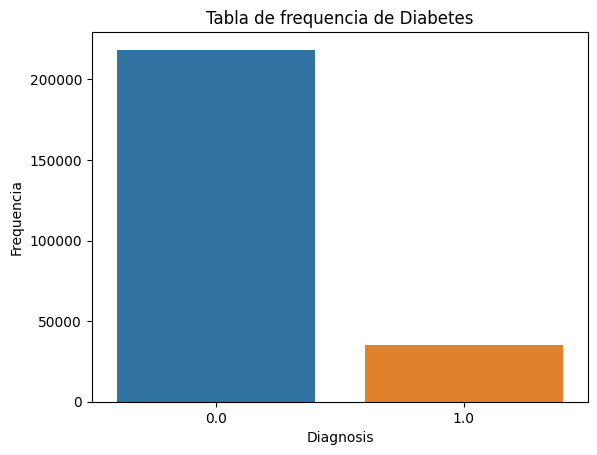 Tabla de frequencia de Diabetes
Frequencia
200000
150000
100000
50000
0
0.0 1.0
Diagnosis